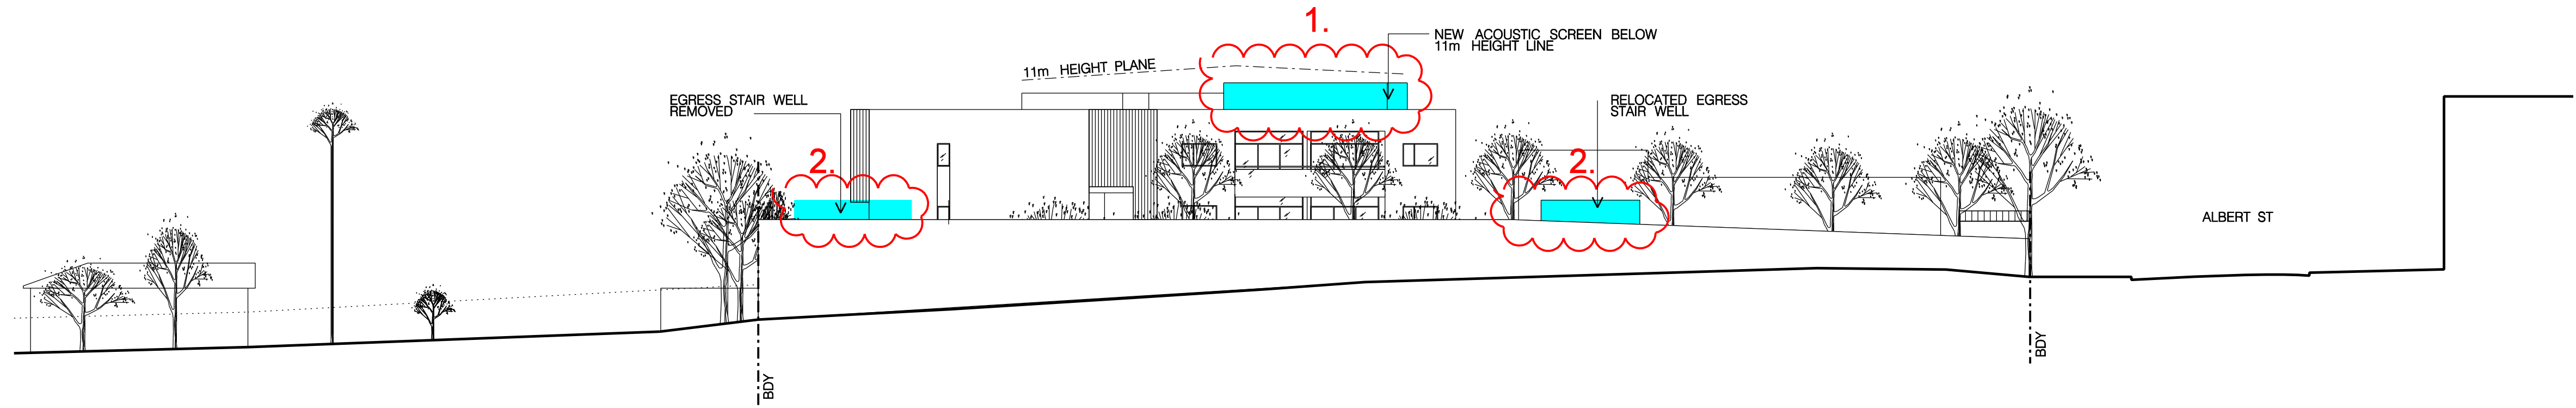 1.
NEW ACOUSTIC SCREEN BELOW
11m HEIGHT LINE
11m HEIGHT PLANE
EGRESS STAIR WELL
REMOVED
RELOCATED EGRESS
STAIR WELL
2.
2.
ALBERT ST
BDY
BDY